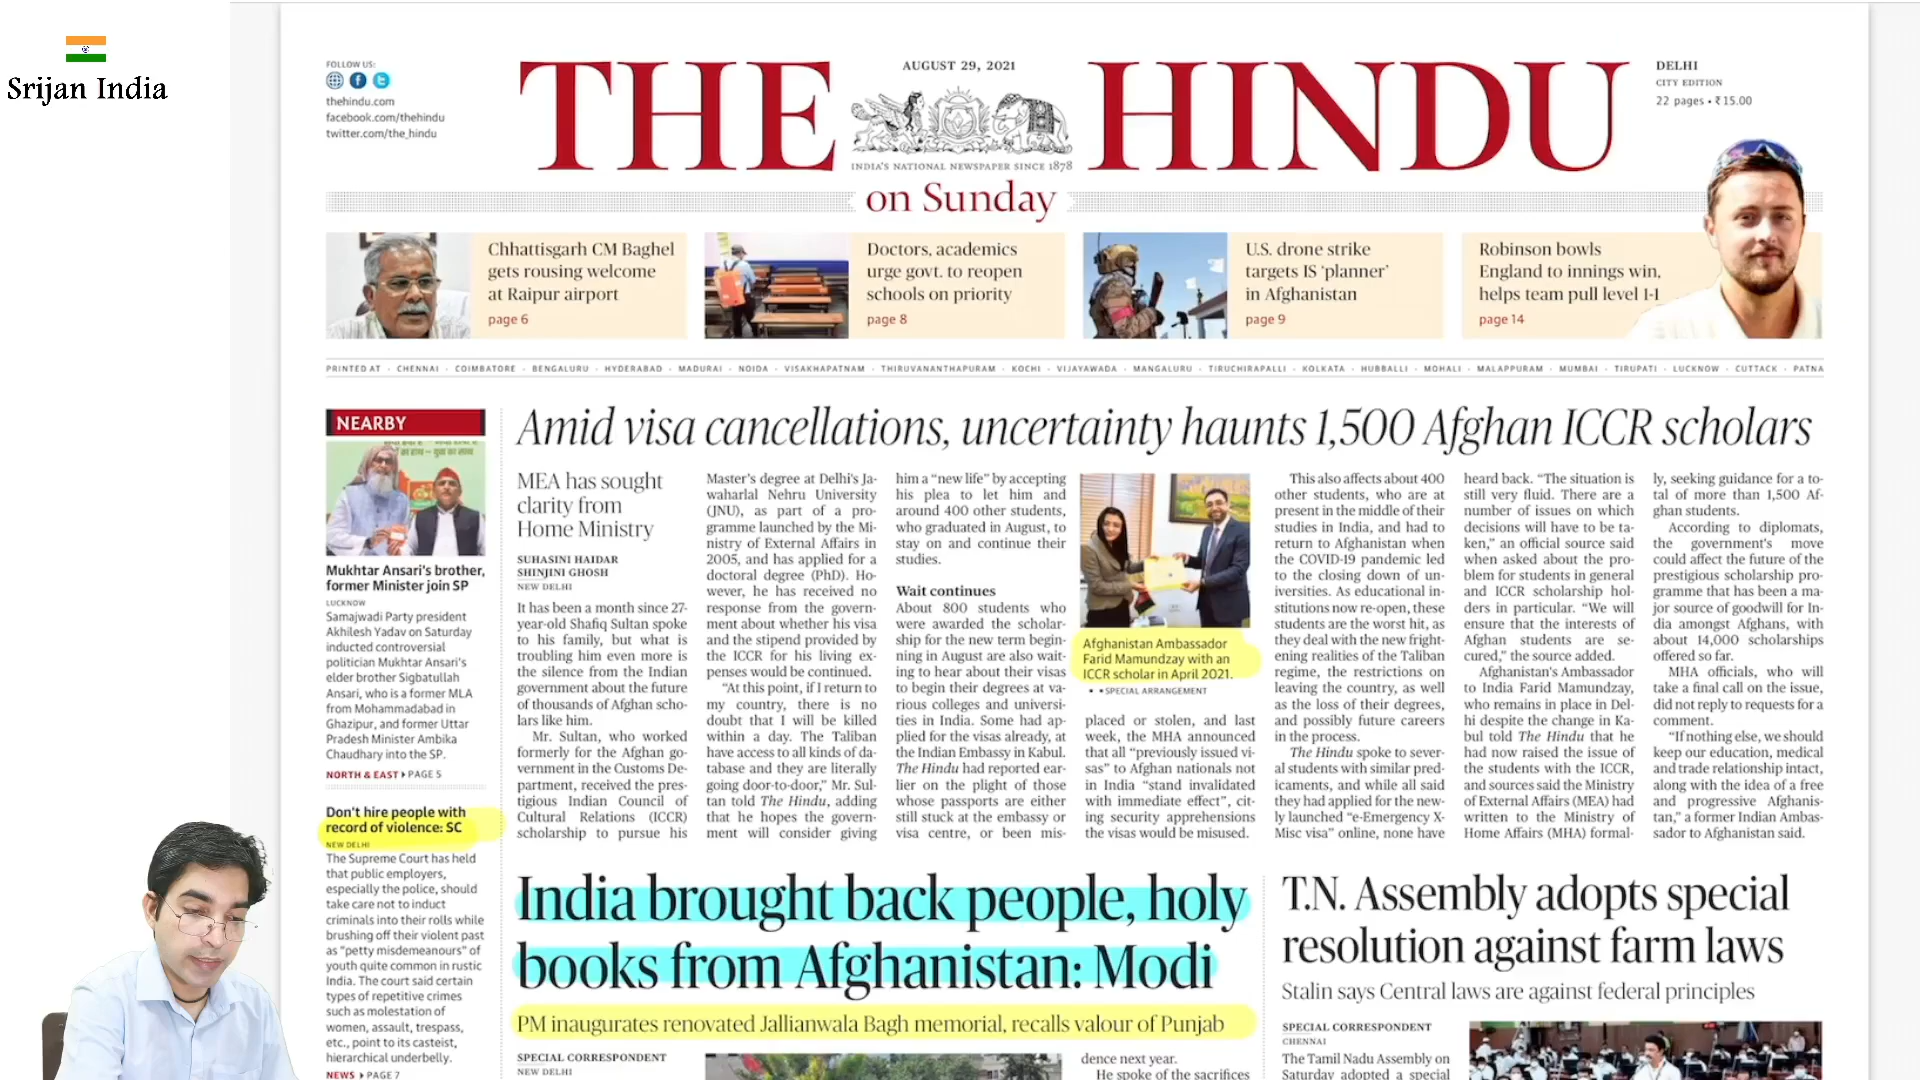 Srijan India
FOLLOW US:
thehindu.com
facebook.com/thehindu
twitter.com/the_hindu
THE HINDU
AUGUST 29, 2021
INDIA'S NATIONAL NEWSPAPER SINCE 1878
on Sunday
DELHI
CITY EDITION
22 pages • ₹15.00
Chhattisgarh CM Baghel
gets rousing welcome
at Raipur airport
page 6
Doctors, academics
urge govt. to reopen
schools on priority
page 8
U.S. drone strike
targets IS ‘planner’
in Afghanistan
page 9
Robinson bowls
England to innings win,
helps team pull level 1-1
page 14
PRINTED AT · CHENNAI · COIMBATORE · BENGALURU · HYDERABAD · MADURAI · NOIDA · VISAKHAPATNAM · THIRUVANANTHAPURAM · KOCHI · VIJAYAWADA · MANGALURU · TIRUCHIRAPALLI · KOLKATA · HUBBALLI · MOHALI · MALAPPURAM · MUMBAI · TIRUPATI · LUCKNOW · CUTTACK · PATNA
NEARBY
Mukhtar Ansari's brother,
former Minister join SP
LUCKNOW
Samajwadi Party president
Akhilesh Yadav on Saturday
inducted controversial
politician Mukhtar Ansari's
elder brother Sigbatullah
Ansari, who is a former MLA
from Mohammadabad in
Ghazipur, and former Uttar
Pradesh Minister Ambika
Chaudhary into the SP.
NORTH & EAST PAGE 5
Don't hire people with
record of violence: SC
NEW DELHI
The Supreme Court has held
that public employers,
especially the police, should
take care not to induct
criminals into their rolls while
brushing off their violent past
as "petty misdemeanours" of
youth quite common in rustic
India. The court said certain
types of repetitive crimes
such as molestation of
women, assault, trespass,
etc., point to its casteist,
hierarchical underbelly.
NEWS PAGE 7
Amid visa cancellations, uncertainty haunts 1,500 Afghan ICCR scholars
MEA has sought
clarity from
Home Ministry
SUHASINI HAIDAR
SHINJINI GHOSH
NEW DELHI
It has been a month since 27-
year-old Shafiq Sultan spoke
to his family, but what is
troubling him even more is
the silence from the Indian
government about the future
of thousands of Afghan scho-
lars like him.
Mr. Sultan, who worked
formerly for the Afghan go-
vernment in the Customs De-
partment, received the pres-
tigious Indian Council of
Cultural Relations (ICCR)
scholarship to pursue his
Master's degree at Delhi's Ja-
waharlal Nehru University
(JNU), as part of a pro-
gramme launched by the Mi-
nistry of External Affairs in
2005, and has applied for a
doctoral degree (PhD). Ho-
wever, he has received no
response from the govern-
ment about whether his visa
and the stipend provided by
the ICCR for his living ex-
penses would be continued.
“At this point, if I return to
my country, there is no
doubt that I will be killed
within a day. The Taliban
have access to all kinds of da-
tabase and they are literally
going door-to-door,” Mr. Sul-
tan told The Hindu, adding
that he hopes the govern-
ment will consider giving
him a “new life” by accepting
his plea to let him and
around 400 other students,
who graduated in August, to
stay on and continue their
studies.
Wait continues
About 800 students who
were awarded the scholar-
ship for the new term begin-
ning in August are also wait-
ing to hear about their visas
to begin their degrees at va-
rious colleges and universi-
ties in India. Some had ap-
plied for the visas already, at
the Indian Embassy in Kabul.
The Hindu had reported ear-
lier on the plight of those
whose passports are either
still stuck at the embassy or
visa centre, or been mis-
Afghanistan Ambassador
Farid Mamundzay with an
ICCR scholar in April 2021.
• •SPECIAL ARRANGEMENT
placed or stolen, and last
week, the MHA announced
that all “previously issued vi-
sas” to Afghan nationals not
in India “stand invalidated
with immediate effect”, cit-
ing security apprehensions
the visas would be misused.
This also affects about 400
other students, who are at
present in the middle of their
studies in India, and had to
return to Afghanistan when
the COVID-19 pandemic led
to the closing down of un-
iversities. As educational in-
stitutions now re-open, these
students are the worst hit, as
they deal with the new fright-
ening realities of the Taliban
regime, the restrictions on
leaving the country, as well
as the loss of their degrees,
and possibly future careers
in the process.
The Hindu spoke to sever-
al students with similar pred-
icaments, and while all said
they had applied for the new-
ly launched “e-Emergency X-
Misc visa” online, none have
heard back. “The situation is
still very fluid. There are a
number of issues on which
decisions will have to be ta-
ken,” an official source said
when asked about the pro-
blem for students in general
and ICCR scholarship hol-
ders in particular. “We will
ensure that the interests of
Afghan students are se-
cured,” the source added.
Afghanistan's Ambassador
to India Farid Mamundzay,
who remains in place in Del-
hi despite the change in Ka-
bul told The Hindu that he
had now raised the issue of
the students with the ICCR,
and sources said the Ministry
of External Affairs (MEA) had
written to the Ministry of
Home Affairs (MHA) formal-
ly, seeking guidance for a to-
tal of more than 1,500 Af-
ghan students.
According to diplomats,
the government's move
could affect the future of the
prestigious scholarship pro-
gramme that has been a ma-
jor source of goodwill for In-
dia amongst Afghans, with
about 14,000 scholarships
offered so far.
MHA officials, who will
take a final call on the issue,
did not reply to requests for a
comment.
“If nothing else, we should
keep our education, medical
and trade relationship intact,
along with the idea of a free
and progressive Afghanis-
tan,” a former Indian Ambas-
sador to Afghanistan said.
India brought back people, holy
books from Afghanistan: Modi
PM inaugurates renovated Jallianwala Bagh memorial, recalls valour of Punjab
SPECIAL CORRESPONDENT
NEW DELHI
dence next year.
He spoke of the sacrifices
T.N. Assembly adopts special
resolution against farm laws
Stalin says Central laws are against federal principles
SPECIAL CORRESPONDENT
CHENNAI
The Tamil Nadu Assembly on
Saturday adopted a special